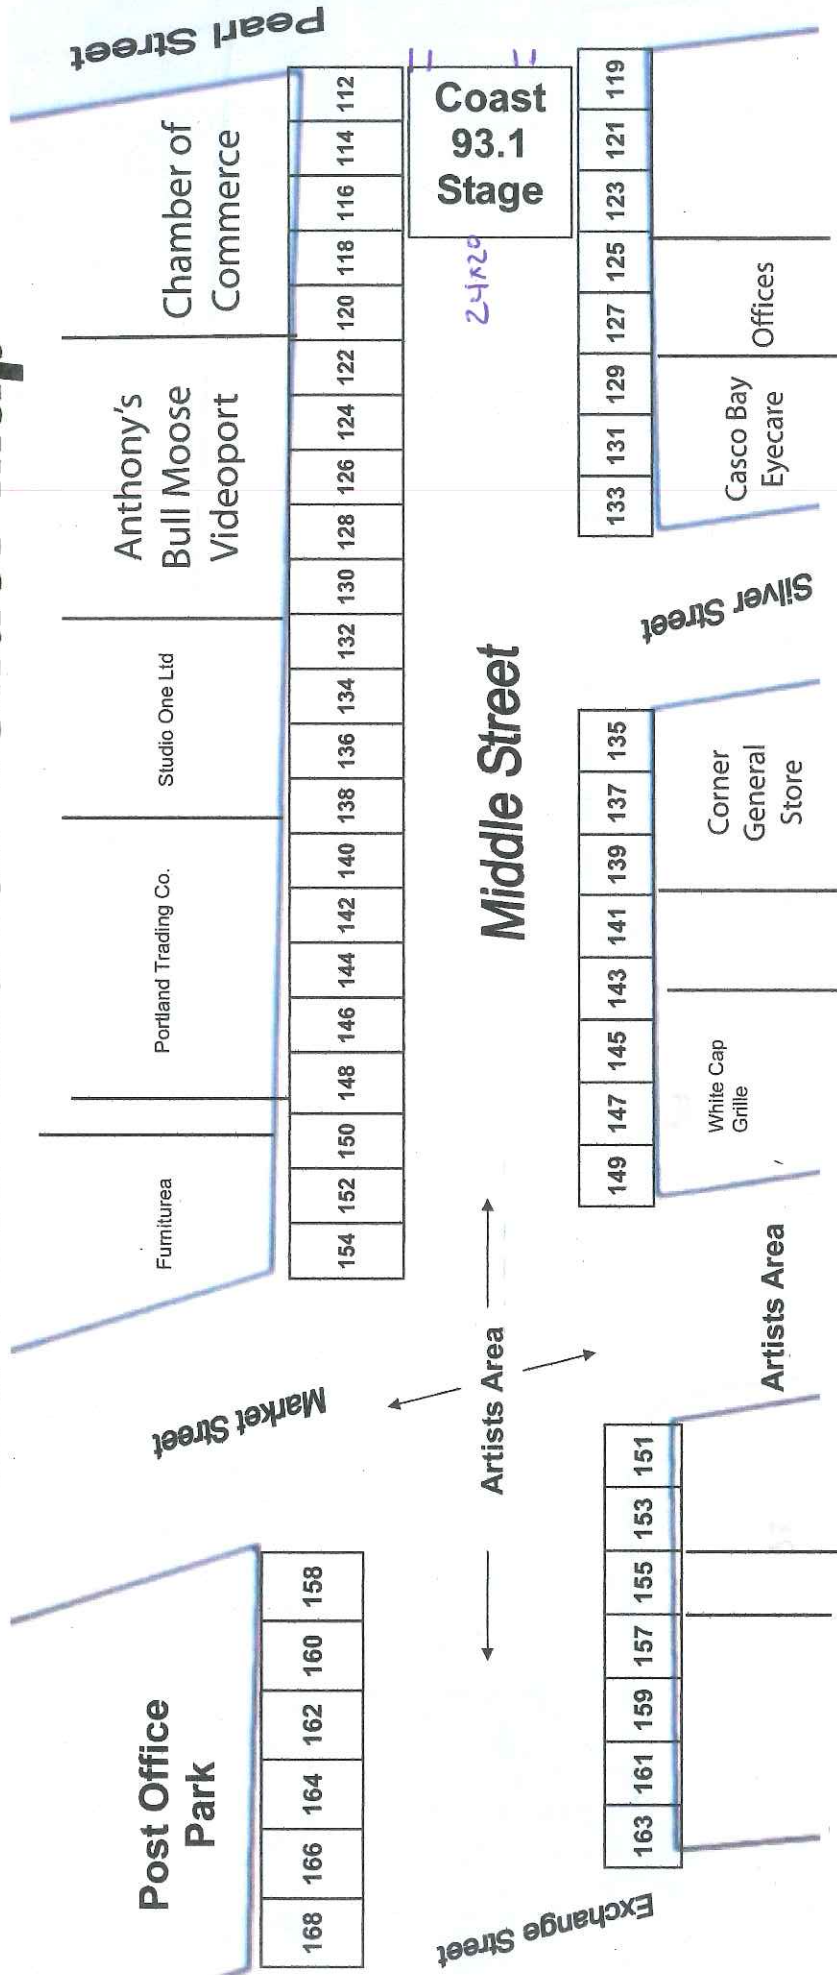 Pearl Street
Chamber of
Commerce
Anthony's
Bull Moose
Videoport
Studio One Ltd
Portland Trading Co.
Furniturea
Market Street
Post Office
Park
112
114
116
118
120
122
124
126
128
130
132
134
136
138
140
142
144
146
148
150
152
154
158
160
162
164
166
168
Coast
93.1
Stage
24x20
Middle Street
Artists Area
Exchange Street
119
121
123
125
127
129
131
133
135
137
139
141
143
145
147
149
151
153
155
157
159
161
163
Offices
Casco Bay
Eyecare
Silver Street
Corner
General
Store
White Cap
Grille
Artists Area